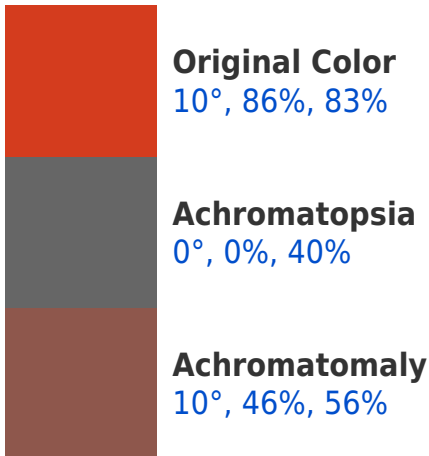 Original Color
10°, 86%, 83%
Achromatopsia
0°, 0%, 40%
Achromatomaly
10°, 46%, 56%